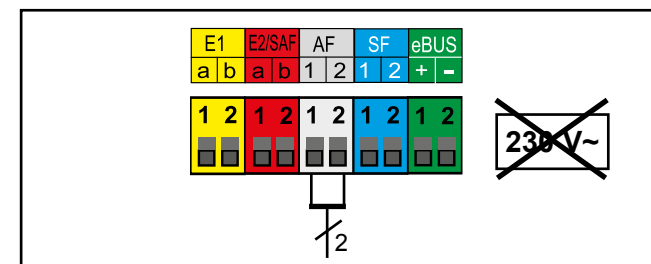 E1 E2/SAF AF SF eBUS
a b a b 1 2 1 2 + -
1 2 1 2 1 2 1 2 1 2
230 V~
2